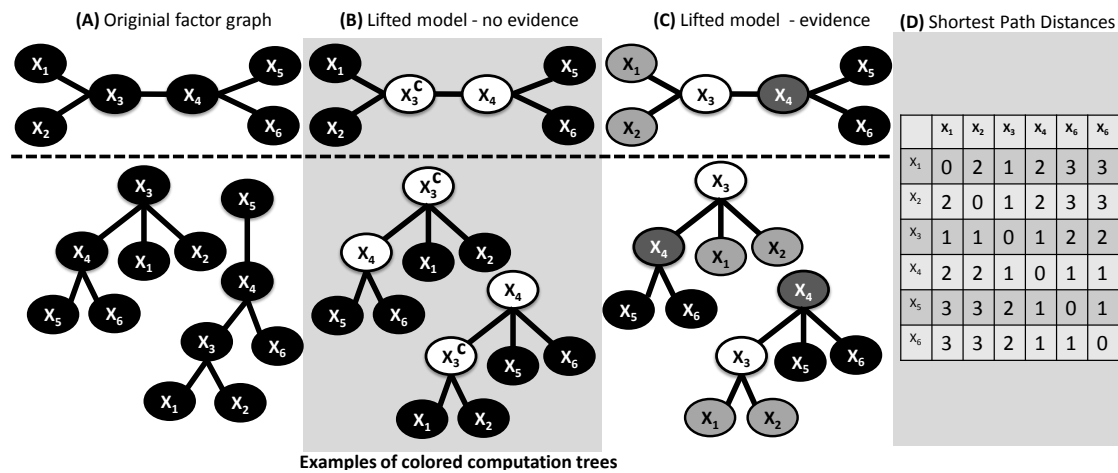 (A) Originial factor graph
X1
X2
X3
X4
X5
X6
X3
X5
X4
X1
X2
X5
X6
X4
X3
X6
X1
X2
(B) Lifted model - no evidence
X1
X2
X3 C
X4
X5
X6
X3 C
X4
X1
X2
X5
X6
X4
X3 C
X5
X6
X1
X2
Examples of colored computation trees
(C) Lifted model - evidence
X1
X2
X3
X4
X5
X6
X3
X4
X1
X2
X5
X6
X4
X3
X5
X6
X1
X2
(D) Shortest Path Distances
X1 X2 X3 X4 X6 X6
X1 0 2 1 2 3 3
X2 2 0 1 2 3 3
X3 1 1 0 1 2 2
X4 2 2 1 0 1 1
X5 3 3 2 1 0 1
X6 3 3 2 1 1 0